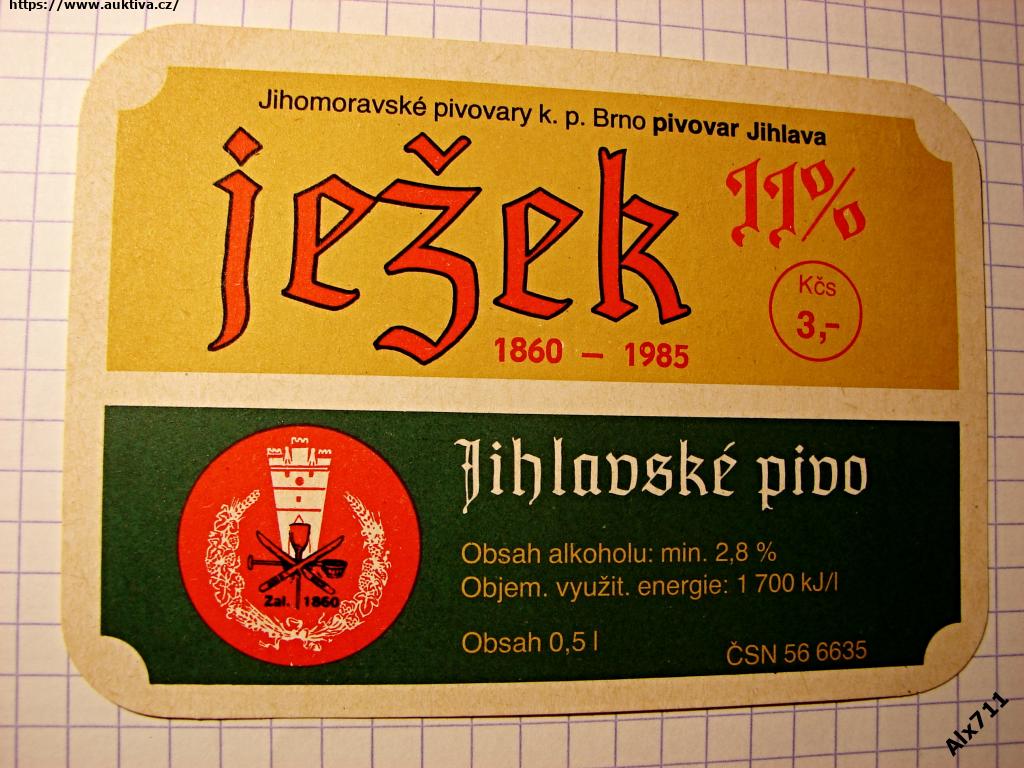 https://www.auktiva.cz/
Jihomoravské pivovary k. p. Brno pivovar Jihlava
ježek
11%
Kčs
3,-
1860 – 1985
Jihlavské pivo
Obsah alkoholu: min. 2,8 %
Objem. využit. energie: 1 700 kJ/l
Zal. 1860
Obsah 0,5 l
ČSN 56 6635
Alx711